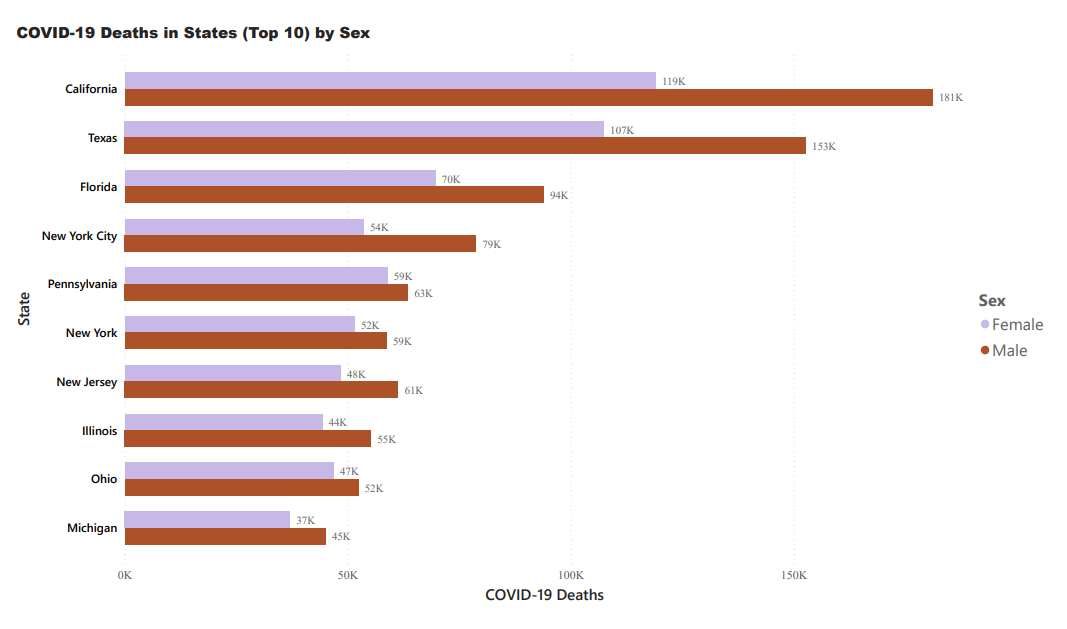 COVID-19 Deaths in States (Top 10) by Sex
California
119K
181K
Texas
107K
153K
Florida
70K
94K
New York City
54K
79K
Pennsylvania
59K
63K
State
New York
52K
59K
New Jersey
48K
61K
Illinois
44K
55K
Ohio
47K
52K
Michigan
37K
45K
0K 50K 100K 150K
COVID-19 Deaths
Sex
Female
Male